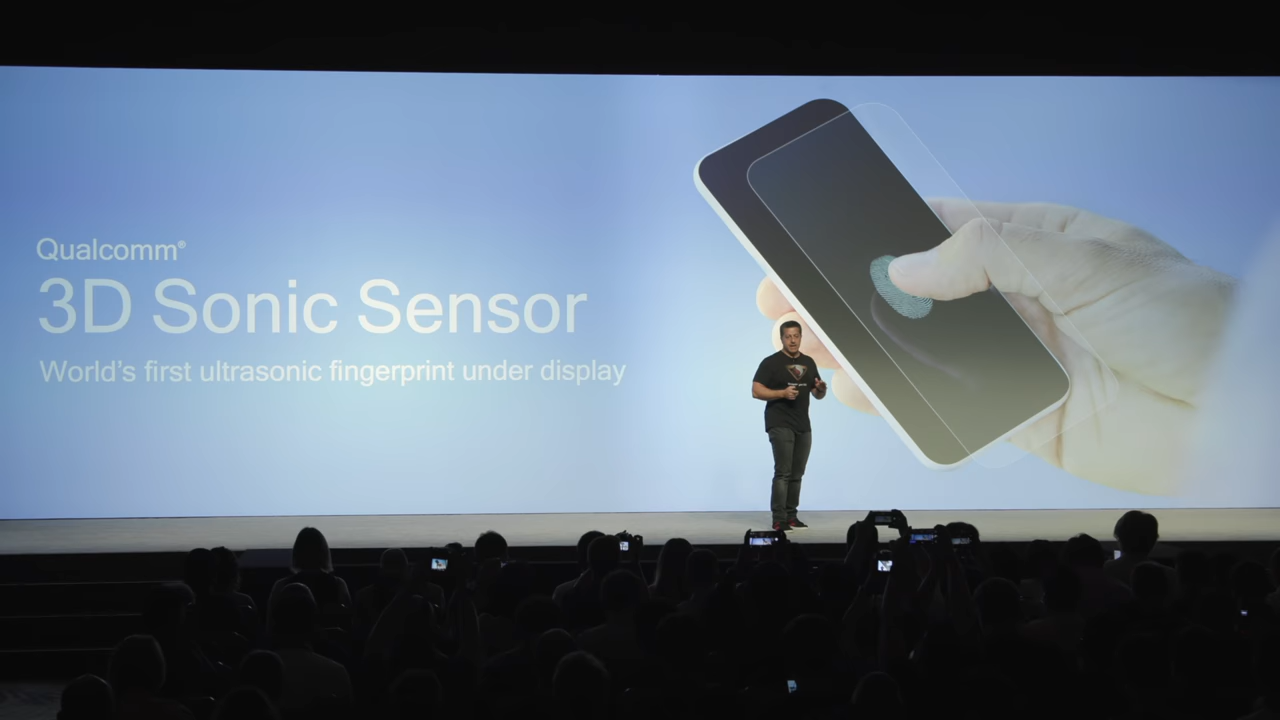 Qualcomm®
3D Sonic Sensor
World's first ultrasonic fingerprint under display